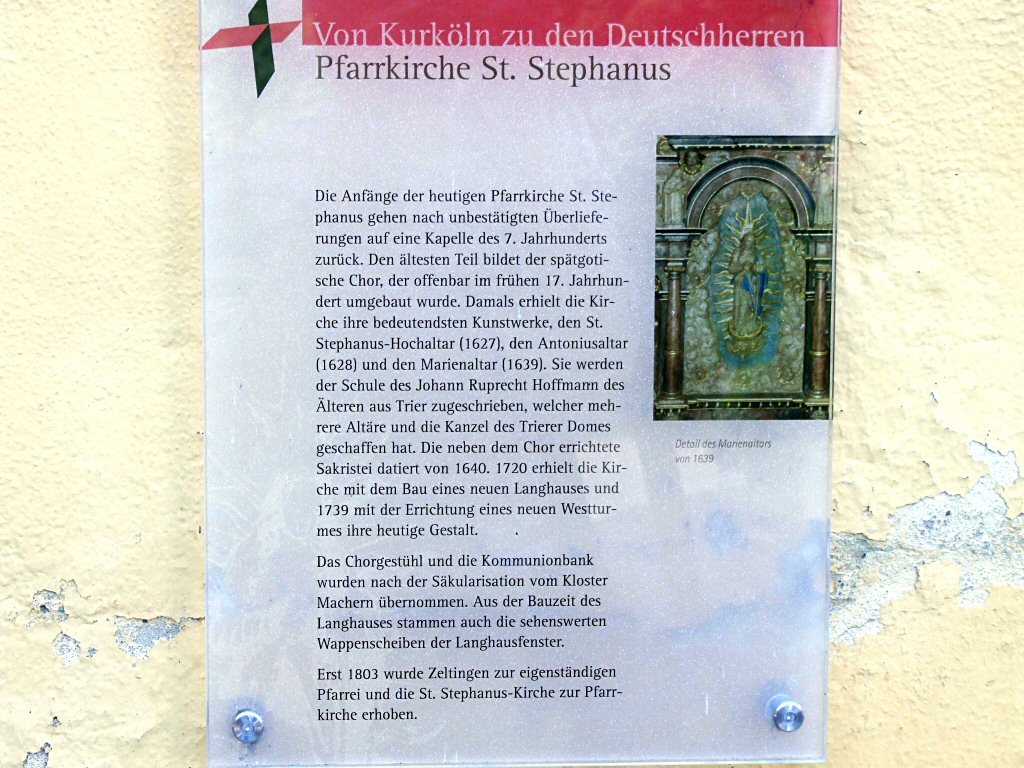 Von Kurköln zu den Deutschherren
Pfarrkirche St. Stephanus
Die Anfänge der heutigen Pfarrkirche St. Ste-
phanus gehen nach unbestätigten Überliefe-
rungen auf eine Kapelle des 7. Jahrhunderts
zurück. Den ältesten Teil bildet der spätgoti-
sche Chor, der offenbar im frühen 17. Jahrhun-
dert umgebaut wurde. Damals erhielt die Kir-
che ihre bedeutendsten Kunstwerke, den St.
Stephanus-Hochaltar (1627), den Antoniusaltar
(1628) und den Marienaltar (1639). Sie werden
der Schule des Johann Ruprecht Hoffmann des
Älteren aus Trier zugeschrieben, welcher meh-
rere Altäre und die Kanzel des Trierer Domes
geschaffen hat. Die neben dem Chor errichtete
Sakristei datiert von 1640. 1720 erhielt die Kir-
che mit dem Bau eines neuen Langhauses und
1739 mit der Errichtung eines neuen Westtur-
mes ihre heutige Gestalt.
Das Chorgestühl und die Kommunionbank
wurden nach der Säkularisation vom Kloster
Machern übernommen. Aus der Bauzeit des
Langhauses stammen auch die sehenswerten
Wappenscheiben der Langhausfenster.
Erst 1803 wurde Zeltingen zur eigenständigen
Pfarrei und die St. Stephanus-Kirche zur Pfarr-
kirche erhoben.
Detail des Marienaltars
von 1639